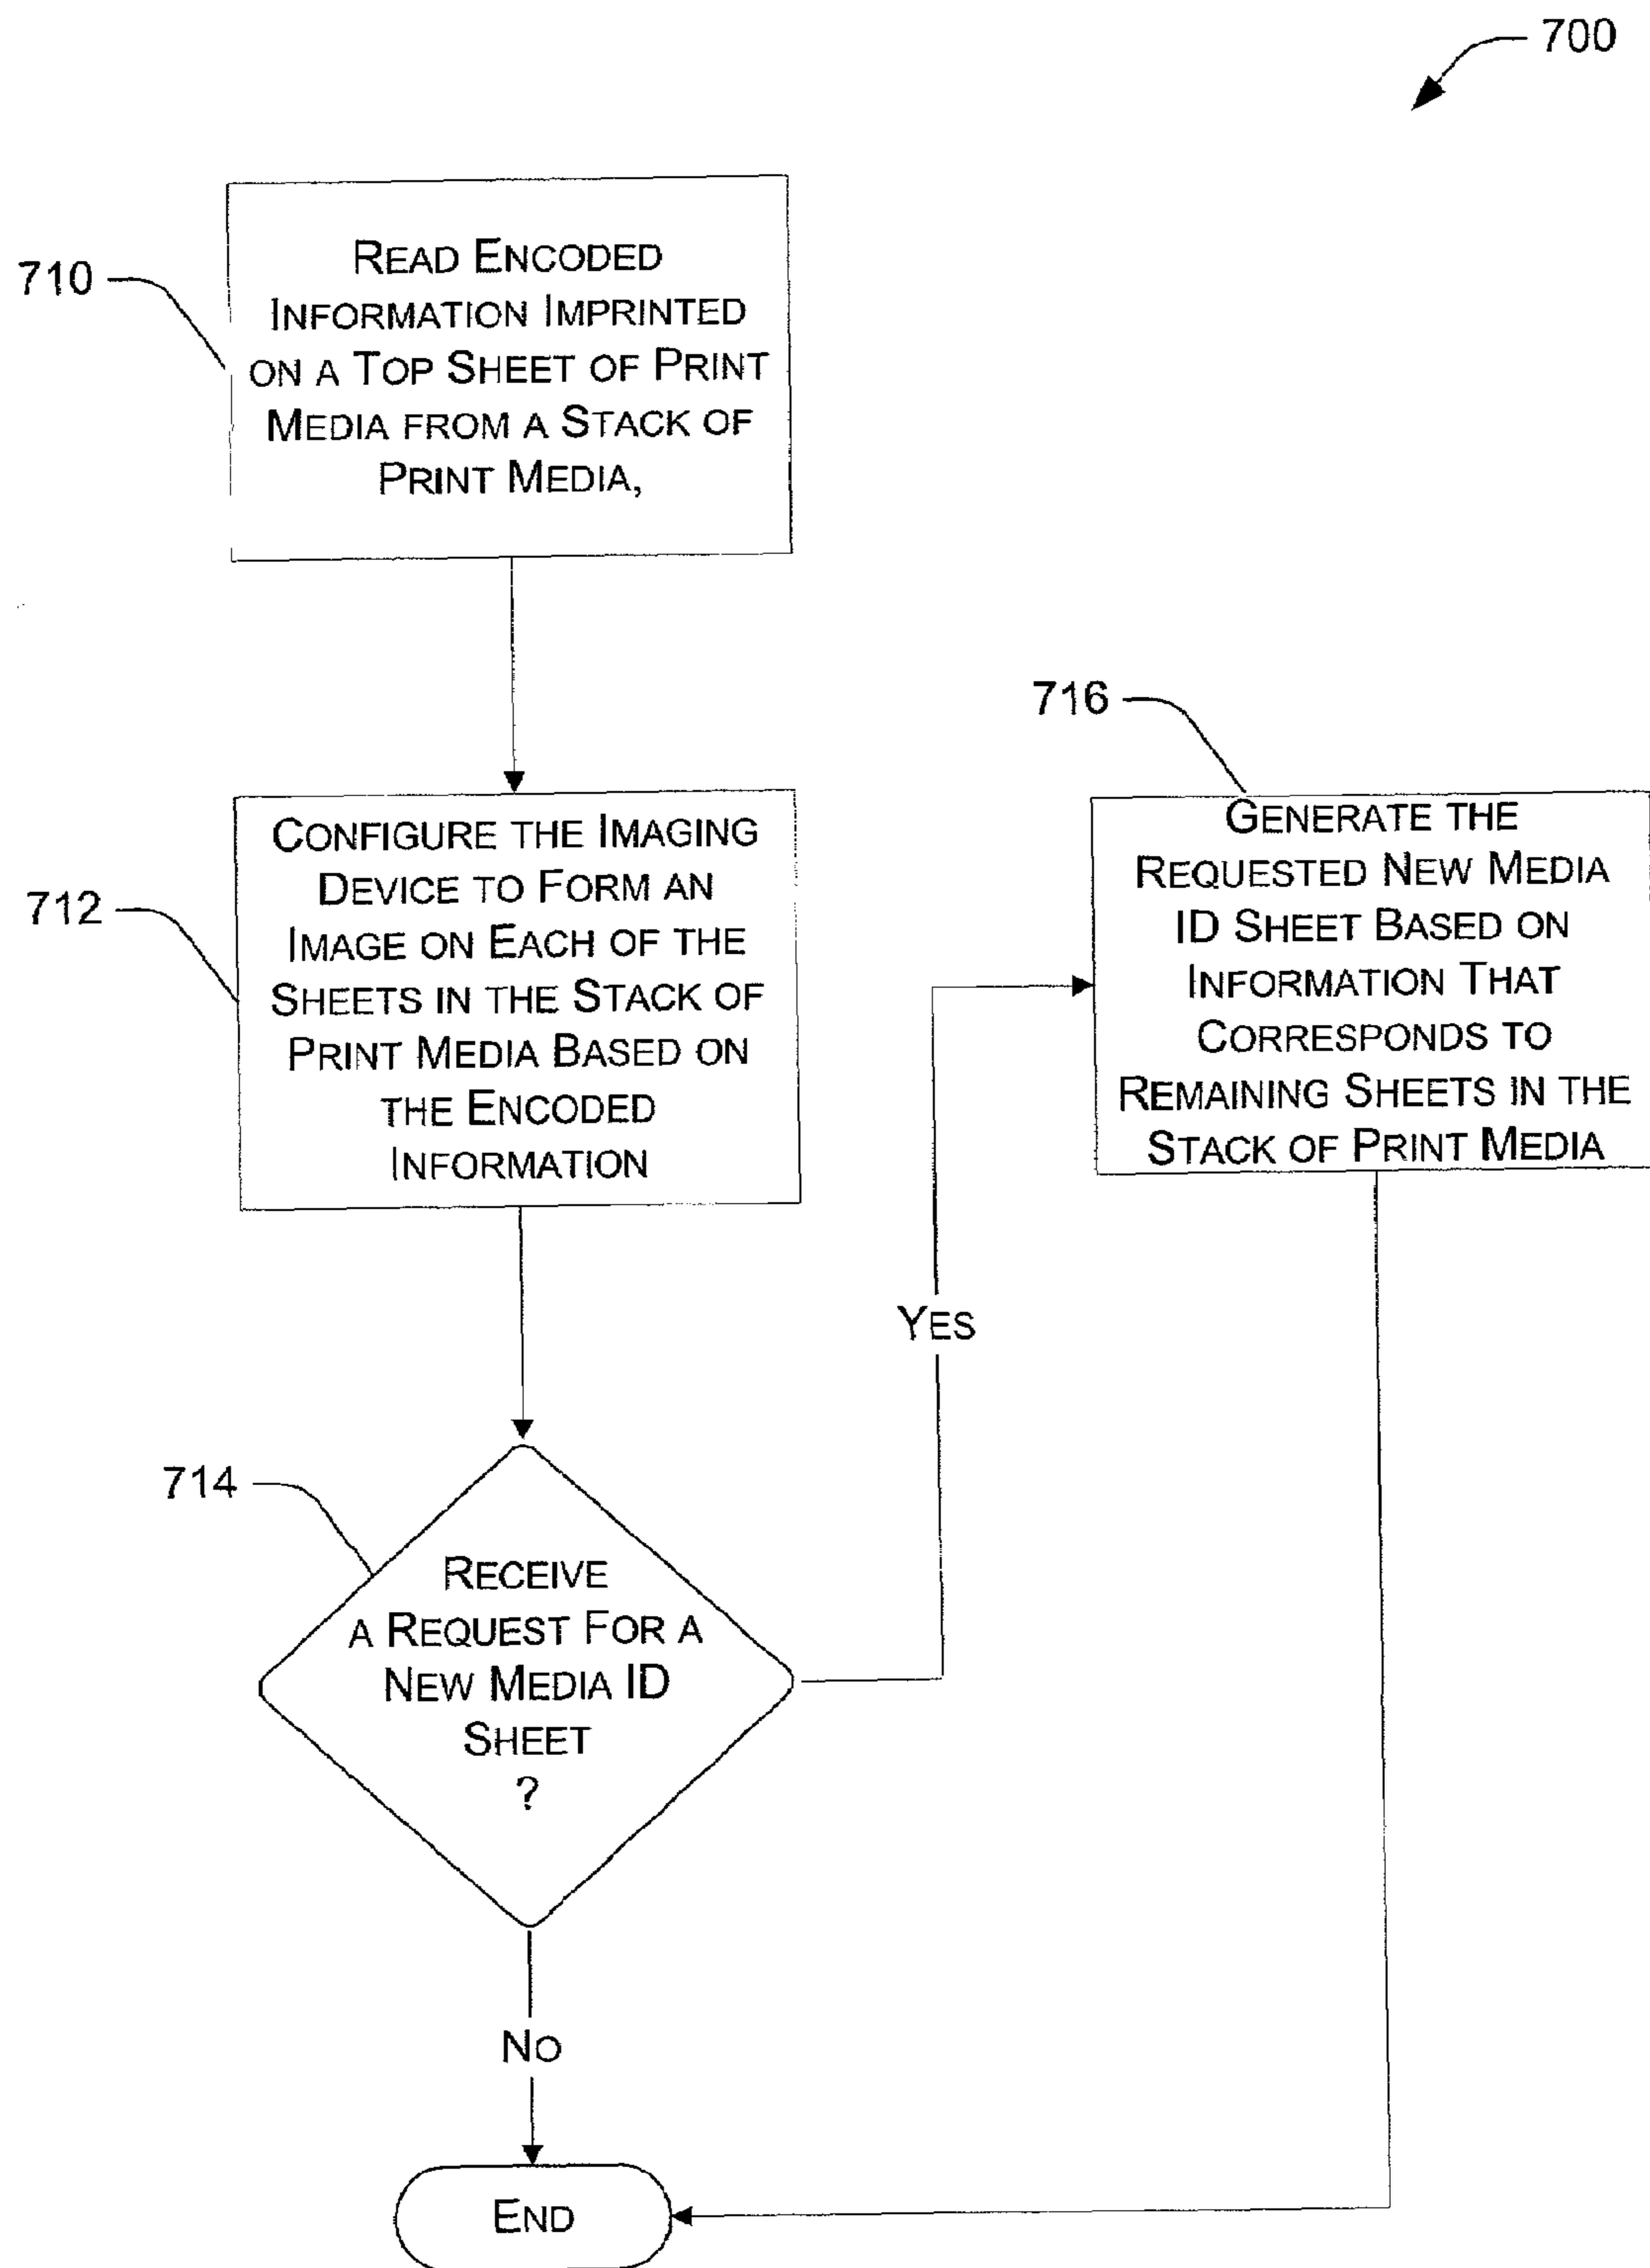 700
710
READ ENCODED
INFORMATION IMPRINTED
ON A TOP SHEET OF PRINT
MEDIA FROM A STACK OF
PRINT MEDIA,
712
CONFIGURE THE IMAGING
DEVICE TO FORM AN
IMAGE ON EACH OF THE
SHEETS IN THE STACK OF
PRINT MEDIA BASED ON
THE ENCODED
INFORMATION
714
RECEIVE
A REQUEST FOR A
NEW MEDIA ID
SHEET
?
YES
716
GENERATE THE
REQUESTED NEW MEDIA
ID SHEET BASED ON
INFORMATION THAT
CORRESPONDS TO
REMAINING SHEETS IN THE
STACK OF PRINT MEDIA
NO
END